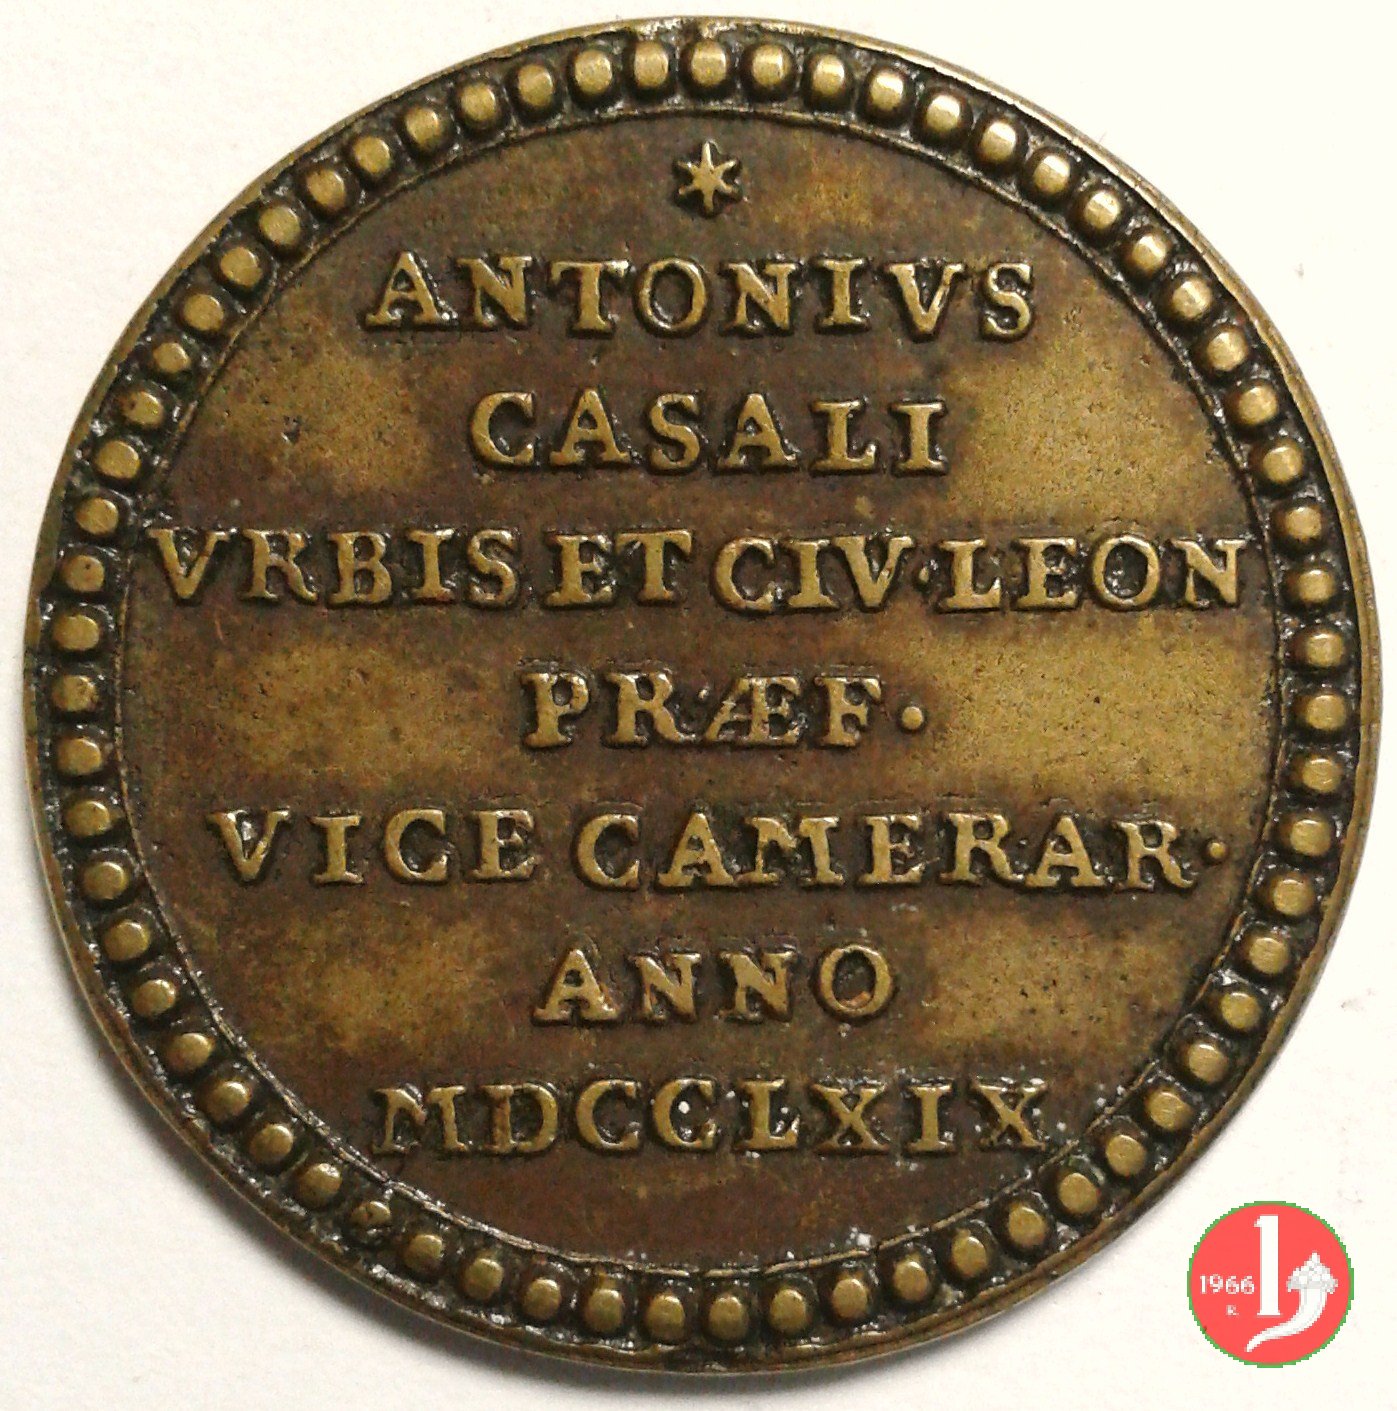 ANTONIVS
CASALI
VRBIS ET CIV·LEON
PRÆF·
VICE CAMERAR·
ANNO
MDCCLXIX
1966
R.